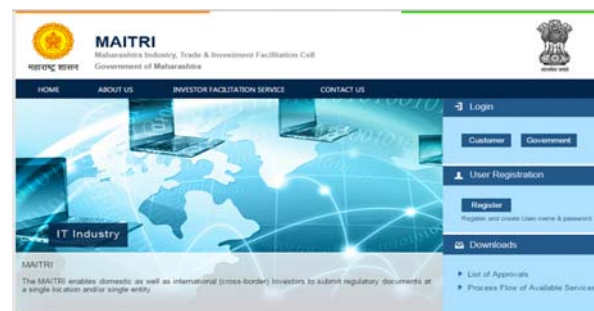 MAITRI
Maharashtra Industry, Trade & Investment Facilitation Cell
Government of Maharashtra
महाराष्ट्र शासन
सत्यमेव जयते
HOME ABOUT US INVESTOR FACILITATION SERVICE CONTACT US
IT Industry
MAITRI
The MAITRI enables domestic as well as international (cross-border) Investors to submit regulatory documents at
a single location and/or single entity.
Login
Customer Government
User Registration
Register
Register and create User-name & password
Downloads
List of Approvals
Process Flow of Available Services